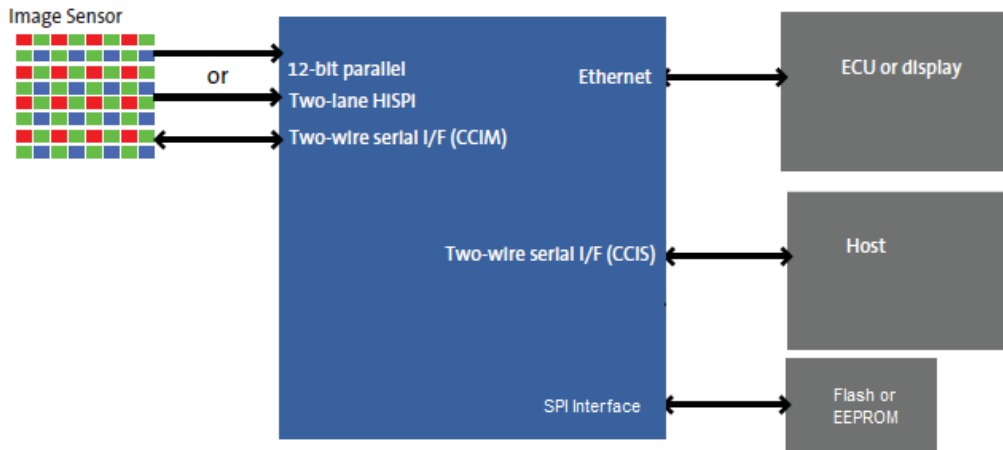 Image Sensor
or
12-bit parallel
Two-lane HISPI
Two-wire serial I/F (CCIM)
Ethernet
ECU or display
Two-wire serial I/F (CCIS)
Host
SPI Interface
Flash or
EEPROM